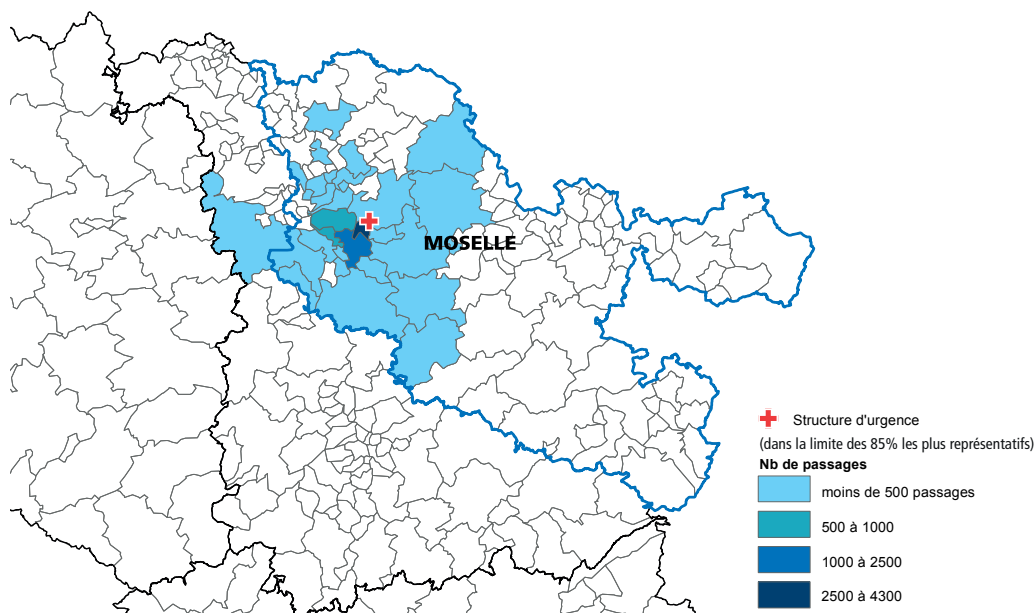 MOSELLE
Structure d'urgence
(dans la limite des 85% les plus représentatifs)
Nb de passages
moins de 500 passages
500 à 1000
1000 à 2500
2500 à 4300